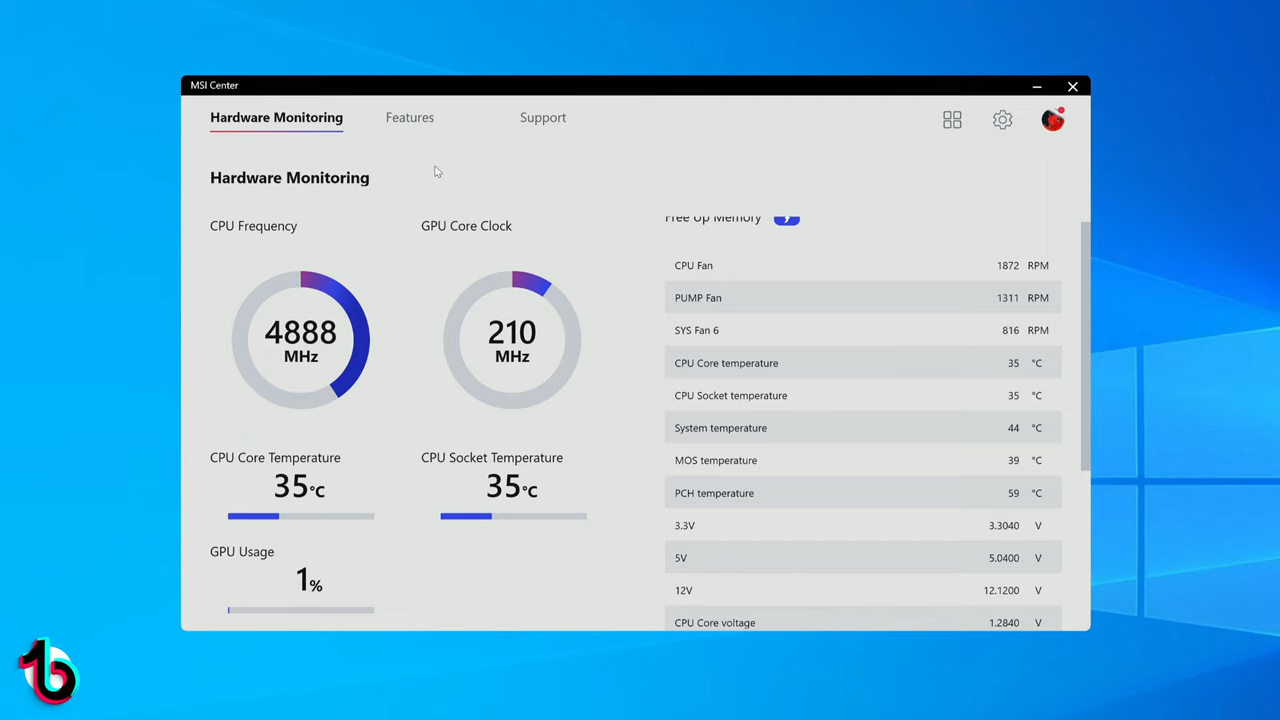 MSI Center
Hardware Monitoring
Features
Support
Hardware Monitoring
CPU Frequency
4888
MHz
GPU Core Clock
210
MHz
CPU Core Temperature
35°C
CPU Socket Temperature
35°C
GPU Usage
1%
Free Up Memory
CPU Fan 1872 RPM
PUMP Fan 1311 RPM
SYS Fan 6 816 RPM
CPU Core temperature 35 °C
CPU Socket temperature 35 °C
System temperature 44 °C
MOS temperature 39 °C
PCH temperature 59 °C
3.3V 3.3040 V
5V 5.0400 V
12V 12.1200 V
CPU Core voltage 1.2840 V